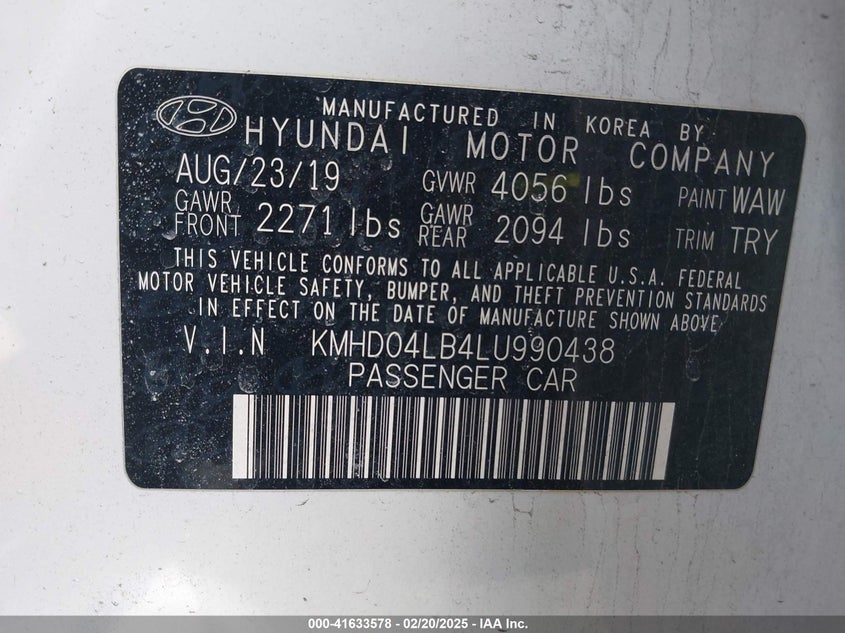 MANUFACTURED IN KOREA BY
HYUNDAI MOTOR COMPANY
AUG/23/19 GVWR 4056 lbs PAINT WAW
GAWR FRONT 2271 lbs GAWR REAR 2094 lbs TRIM TRY
THIS VEHICLE CONFORMS TO ALL APPLICABLE U.S.A. FEDERAL
MOTOR VEHICLE SAFETY, BUMPER, AND THEFT PREVENTION STANDARDS
IN EFFECT ON THE DATE OF MANUFACTURE SHOWN ABOVE.
V.I.N KMHD04LB4LU990438
PASSENGER CAR
000-41633578 - 02/20/2025 - IAA Inc.